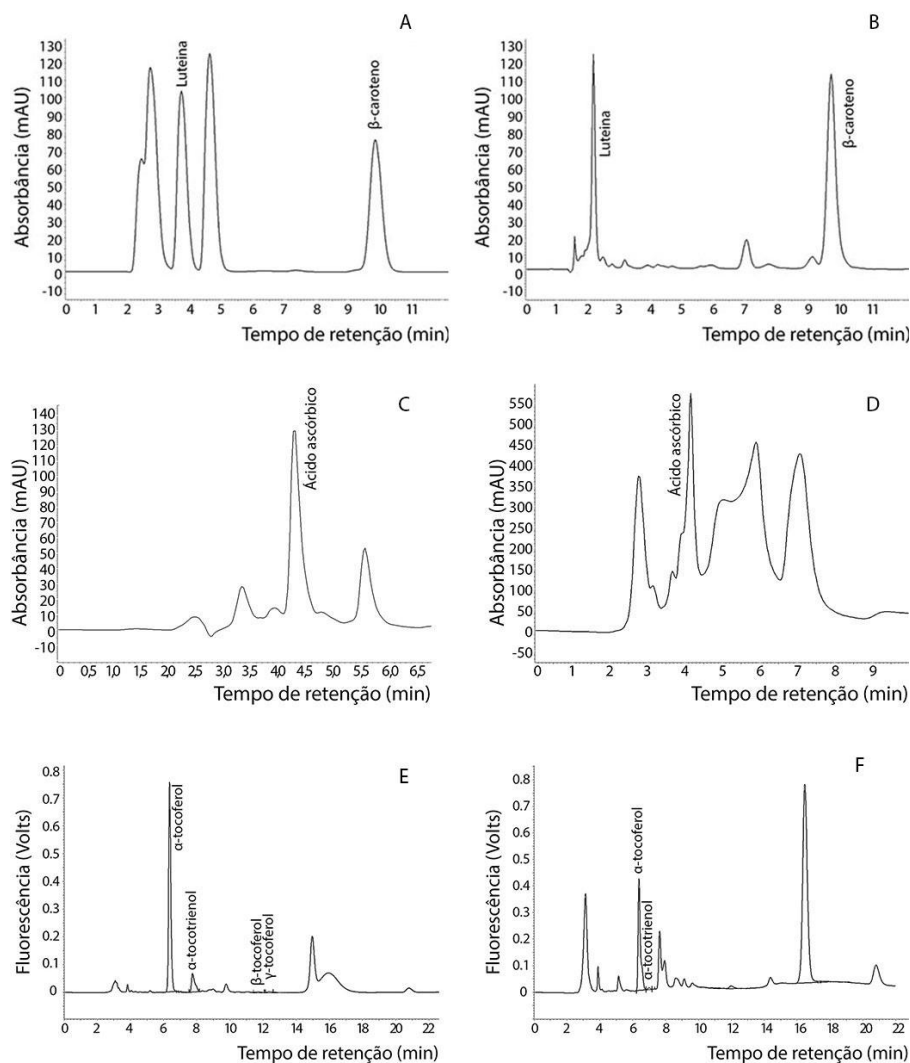 A
Absorbância (mAU)
130
120
110
100
90
80
70
60
50
40
30
20
10
0
-10
Luteina
β-caroteno
0 1 2 3 4 5 6 7 8 9 10 11
Tempo de retenção (min)
B
Absorbância (mAU)
130
120
110
100
90
80
70
60
50
40
30
20
10
0
-10
Luteina
β-caroteno
0 1 2 3 4 5 6 7 8 9 10 11
Tempo de retenção (min)
C
Absorbância (mAU)
140
130
120
110
100
90
80
70
60
50
40
30
20
10
0
-10
Ácido ascórbico
0 0,5 1,0 1,5 2,0 2,5 3,0 3,5 4,0 4,5 5,0 5,5 6,0 6,5
Tempo de retenção (min)
D
Absorbância (mAU)
550
450
400
350
300
250
200
150
100
50
0
-50
Ácido ascórbico
0 1 2 3 4 5 6 7 8 9
Tempo de retenção (min)
E
Fluorescência (Volts)
0.8
0.7
0.6
0.5
0.4
0.3
0.2
0.1
0
α-tocoferol
α-tocotrienol
β-tocoferol
γ-tocoferol
0 2 4 6 8 10 12 14 16 18 20 22
Tempo de retenção (min)
F
Fluorescência (Volts)
0.8
0.7
0.6
0.5
0.4
0.3
0.2
0.1
0
α-tocoferol
α-tocotrienol
0 2 4 6 8 10 12 14 16 18 20 22
Tempo de retenção (min)